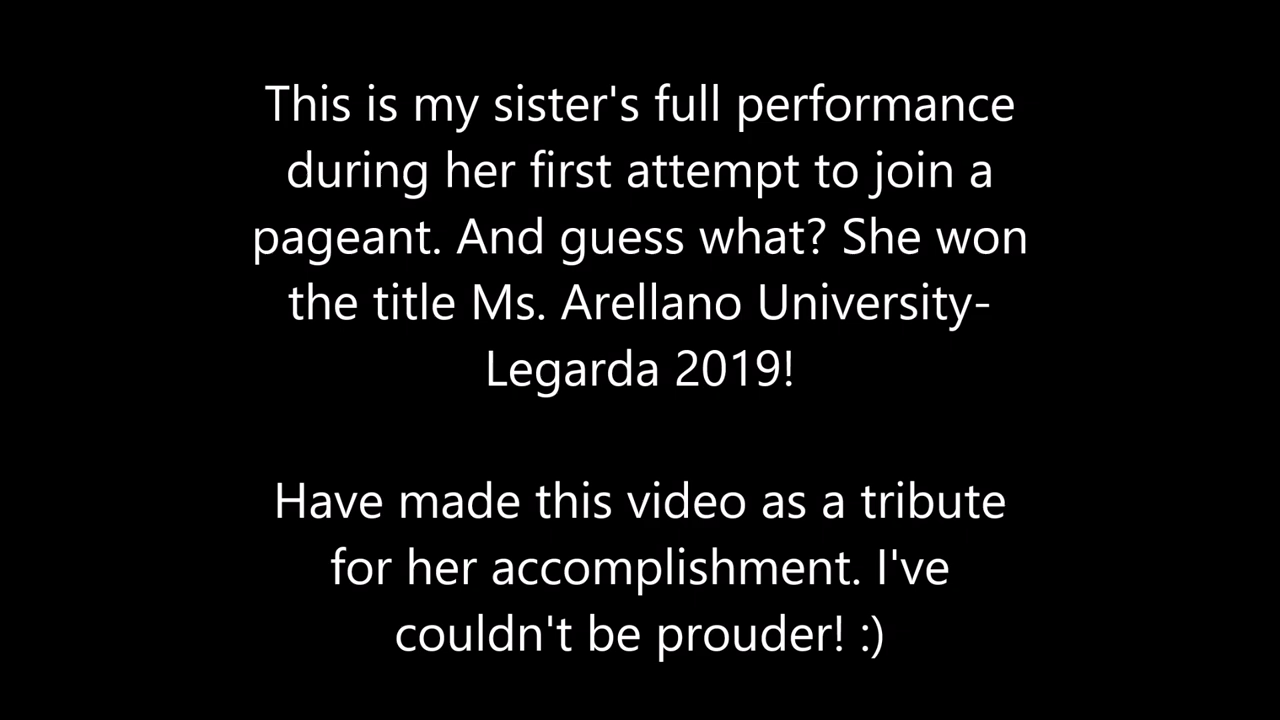 This is my sister's full performance
during her first attempt to join a
pageant. And guess what? She won
the title Ms. Arellano University-
Legarda 2019!
Have made this video as a tribute
for her accomplishment. I've
couldn't be prouder! :)